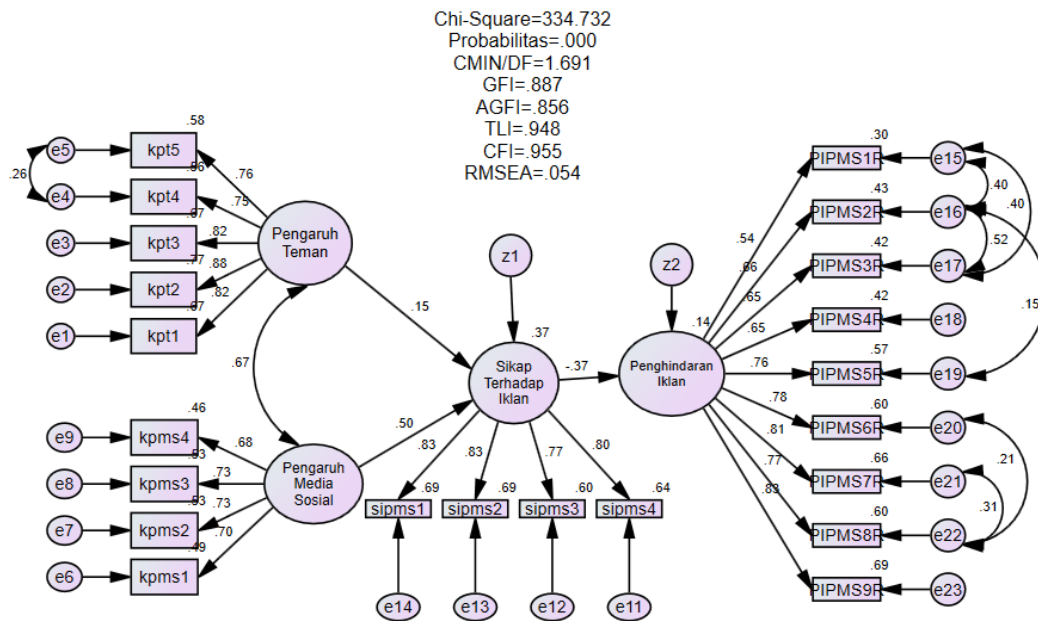 Chi-Square=334.732
Probabilitas=.000
CMIN/DF=1.691
GFI=.887
AGFI=.856
TLI=.948
CFI=.955
RMSEA=.054
.58
e5
kpt5
.76
.26
.56
e4
kpt4
.75
.67
e3
kpt3
.82
.77
e2
kpt2
.88
.67
e1
kpt1
.82
Pengaruh
Teman
.15
.67
.46
e9
kpms4
.68
.53
e8
kpms3
.73
.53
e7
kpms2
.73
.49
e6
kpms1
.70
Pengaruh
Media
Sosial
.50
z1
.37
Sikap
Terhadap
Iklan
-.37
.83
.83
.77
.80
.69
.69
.60
.64
sipms1
sipms2
sipms3
sipms4
e14
e13
e12
e11
z2
.14
Penghindaran
Iklan
.30
.54
PIPMS1R
e15
.40
.40
.43
.66
PIPMS2R
e16
.52
.42
.65
PIPMS3R
e17
.42
.65
PIPMS4R
e18
.15
.57
.76
PIPMS5R
e19
.60
.78
PIPMS6R
e20
.21
.66
.81
PIPMS7R
e21
.31
.60
.77
PIPMS8R
e22
.69
.83
PIPMS9R
e23